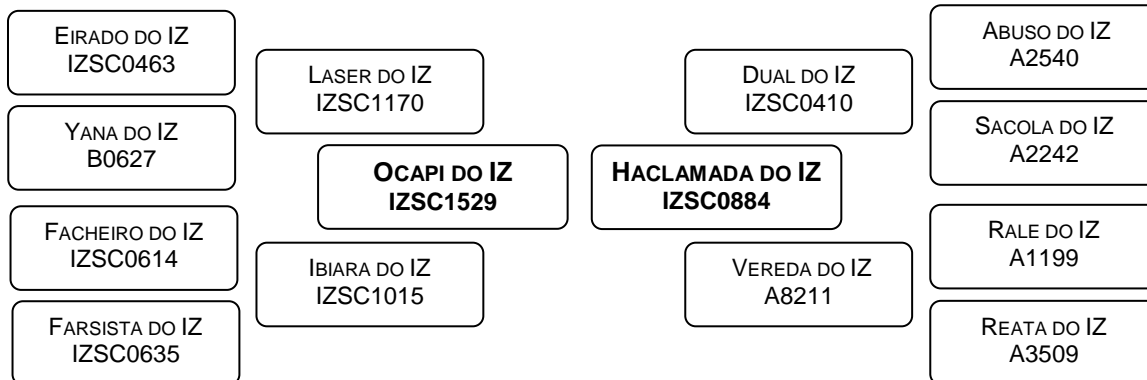 EIRADO DO IZ
IZSC0463
YANA DO IZ
B0627
FACHEIRO DO IZ
IZSC0614
FARSISTA DO IZ
IZSC0635
LASER DO IZ
IZSC1170
IBIARA DO IZ
IZSC1015
OCAPI DO IZ
IZSC1529
HACLAMADA DO IZ
IZSC0884
DUAL DO IZ
IZSC0410
VEREDA DO IZ
A8211
ABUSO DO IZ
A2540
SACOLA DO IZ
A2242
RALE DO IZ
A1199
REATA DO IZ
A3509